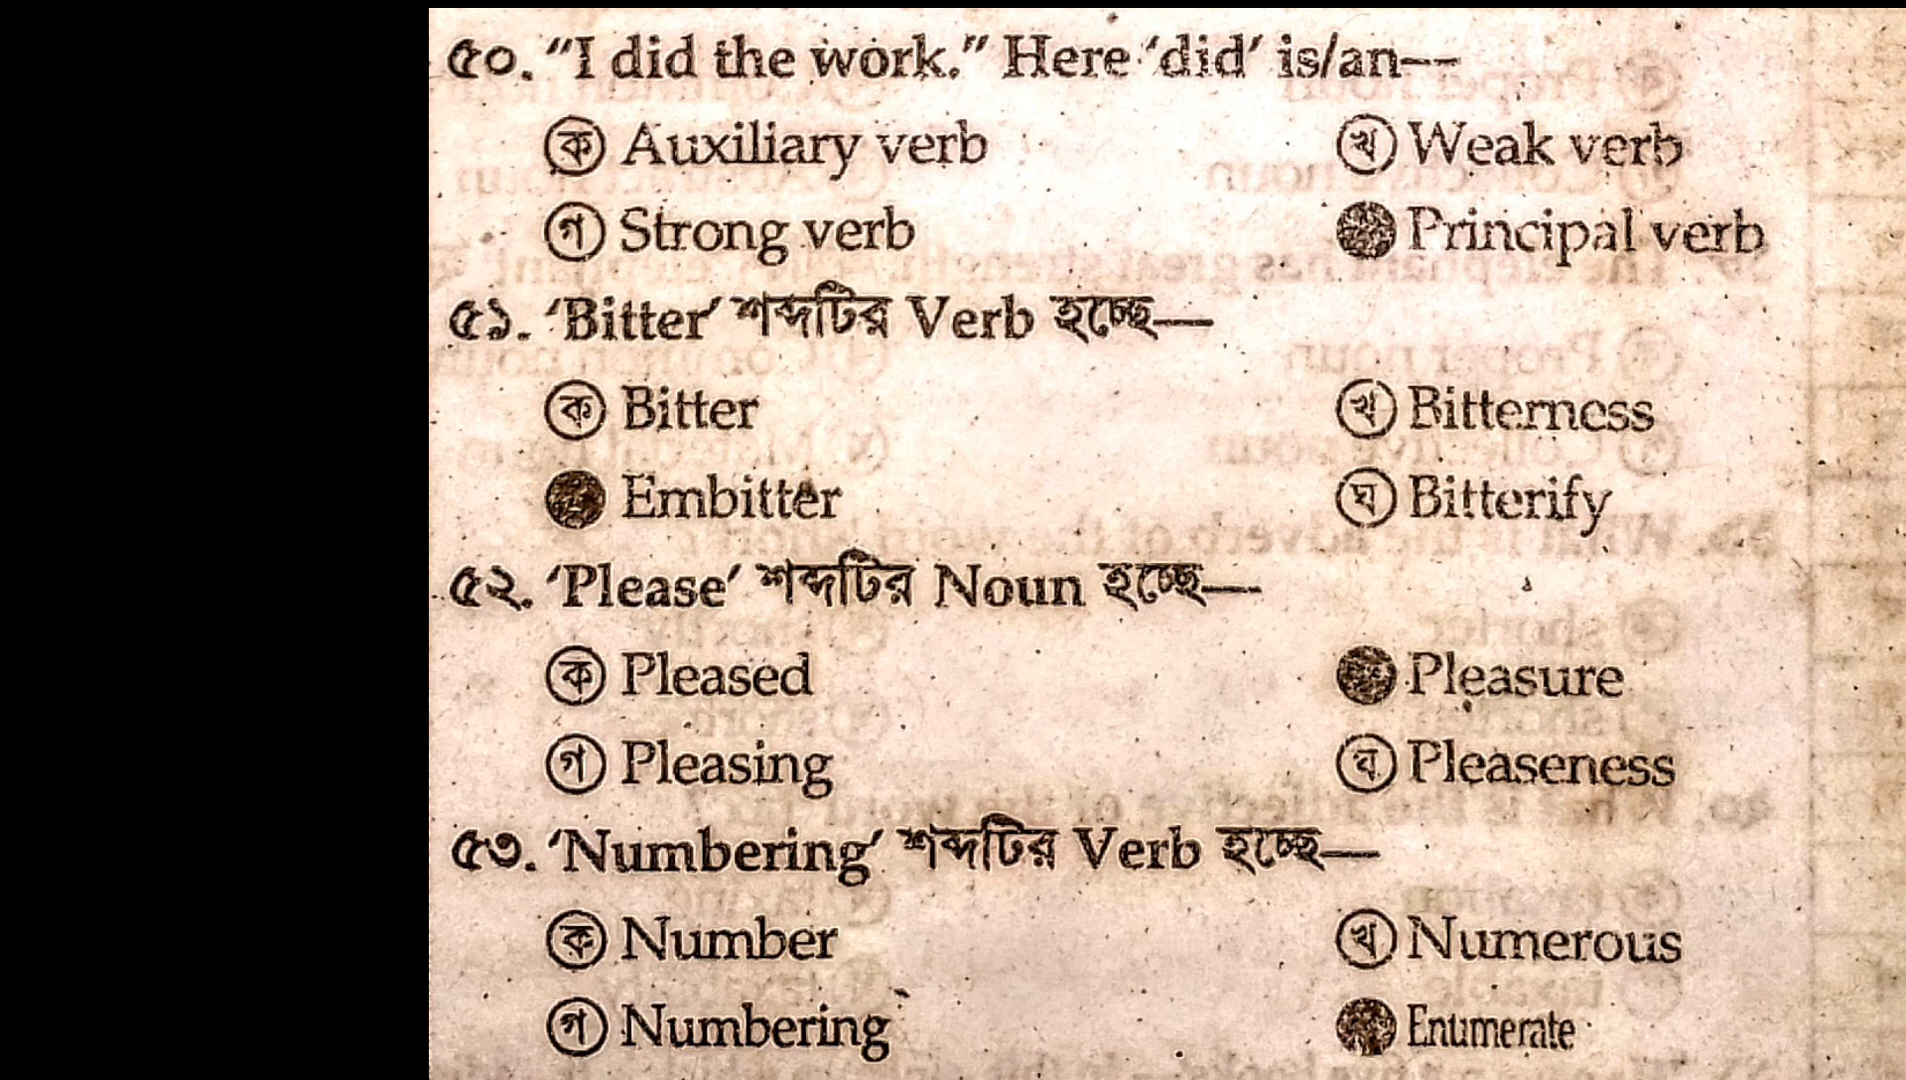 ৫০. "I did the work." Here 'did' is/an--
ক Auxiliary verb খ Weak verb
গ Strong verb Principal verb
৫১. 'Bitter' শব্দটির Verb হচ্ছে—
ক Bitter খ Bitterness
Embitter ঘ Bitterify
৫২. 'Please' শব্দটির Noun হচ্ছে—
ক Pleased Pleasure
গ Pleasing ঘ Pleaseness
৫৩. 'Numbering' শব্দটির Verb হচ্ছে—
ক Number খ Numerous
গ Numbering Enumerate